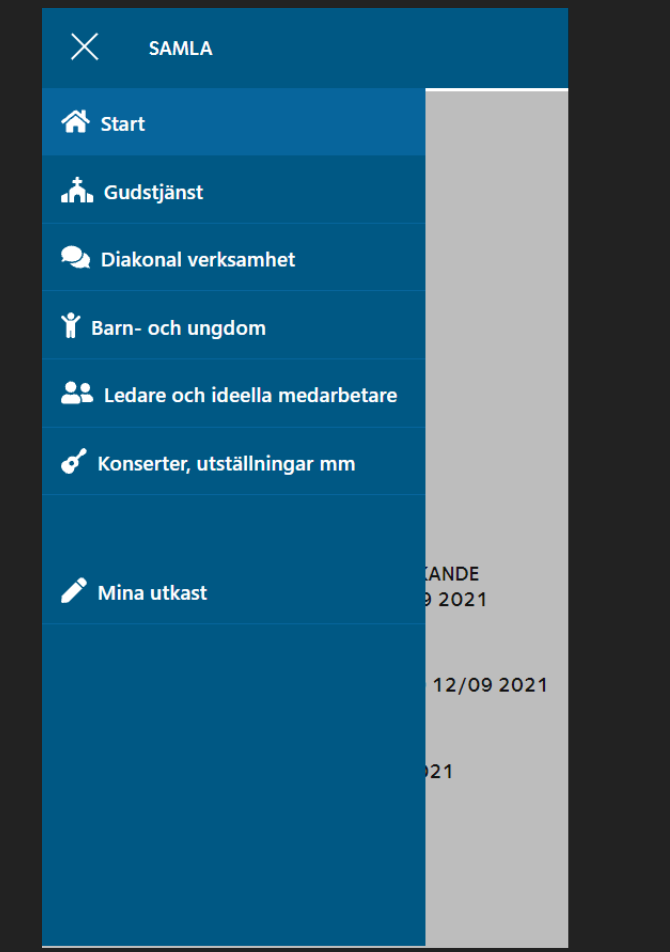 SAMLA
Start
Gudstjänst
Diakonal verksamhet
Barn- och ungdom
Ledare och ideella medarbetare
Konserter, utställningar mm
Mina utkast
2021
12/09 2021